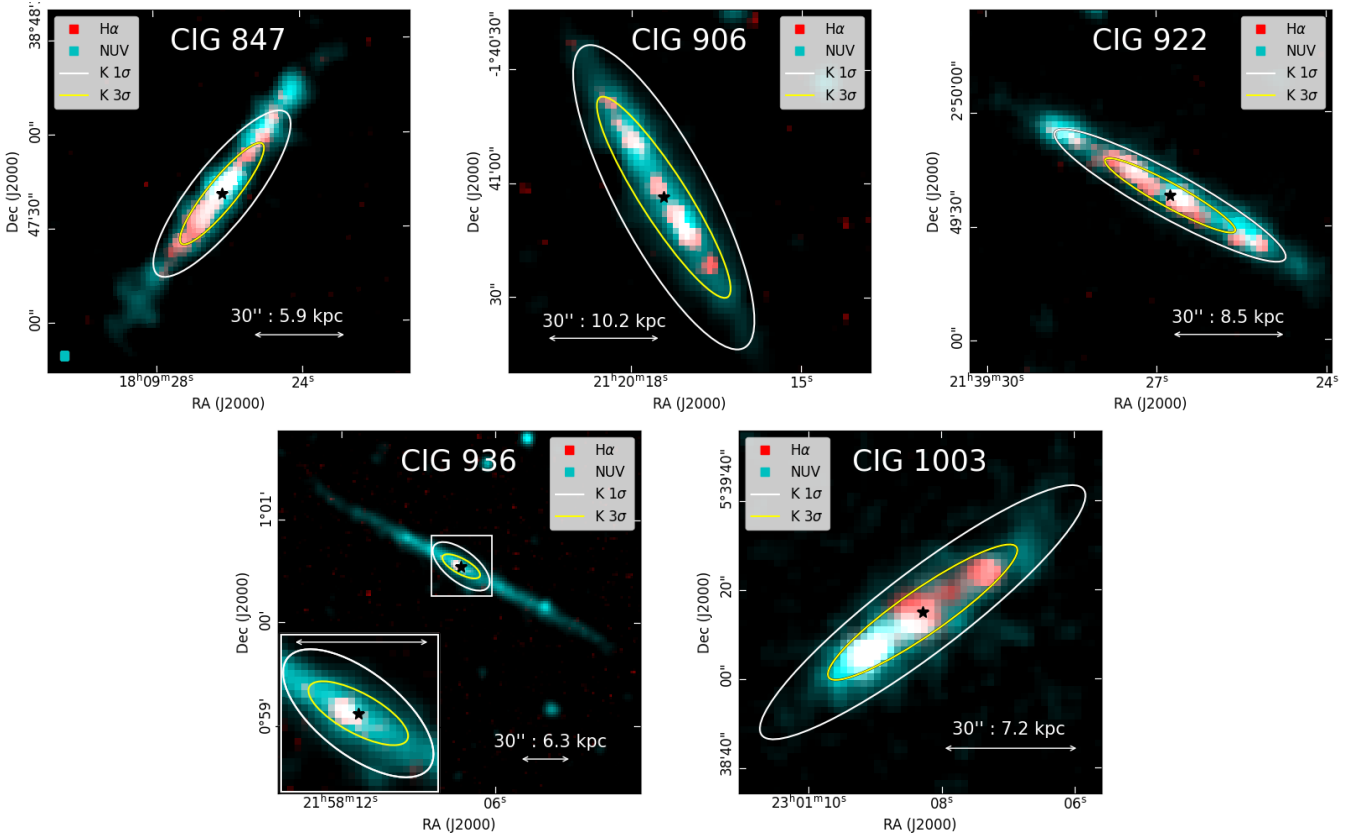 CIG 847
Hα
NUV
K 1σ
K 3σ
38°48'
00"
47'30"
00"
Dec (J2000)
30'' : 5.9 kpc
18ʰ09ᵐ28ˢ
24ˢ
RA (J2000)
CIG 906
Hα
NUV
K 1σ
K 3σ
-1°40'30"
41'00"
30"
Dec (J2000)
30'' : 10.2 kpc
21ʰ20ᵐ18ˢ
15ˢ
RA (J2000)
CIG 922
Hα
NUV
K 1σ
K 3σ
2°50'00"
49'30"
00"
Dec (J2000)
30'' : 8.5 kpc
21ʰ39ᵐ30ˢ
27ˢ
24ˢ
RA (J2000)
CIG 936
Hα
NUV
K 1σ
K 3σ
1°01'
00'
0°59'
Dec (J2000)
30'' : 6.3 kpc
21ʰ58ᵐ12ˢ
06ˢ
RA (J2000)
CIG 1003
Hα
NUV
K 1σ
K 3σ
5°39'40"
20"
00"
38'40"
Dec (J2000)
30'' : 7.2 kpc
23ʰ01ᵐ10ˢ
08ˢ
06ˢ
RA (J2000)